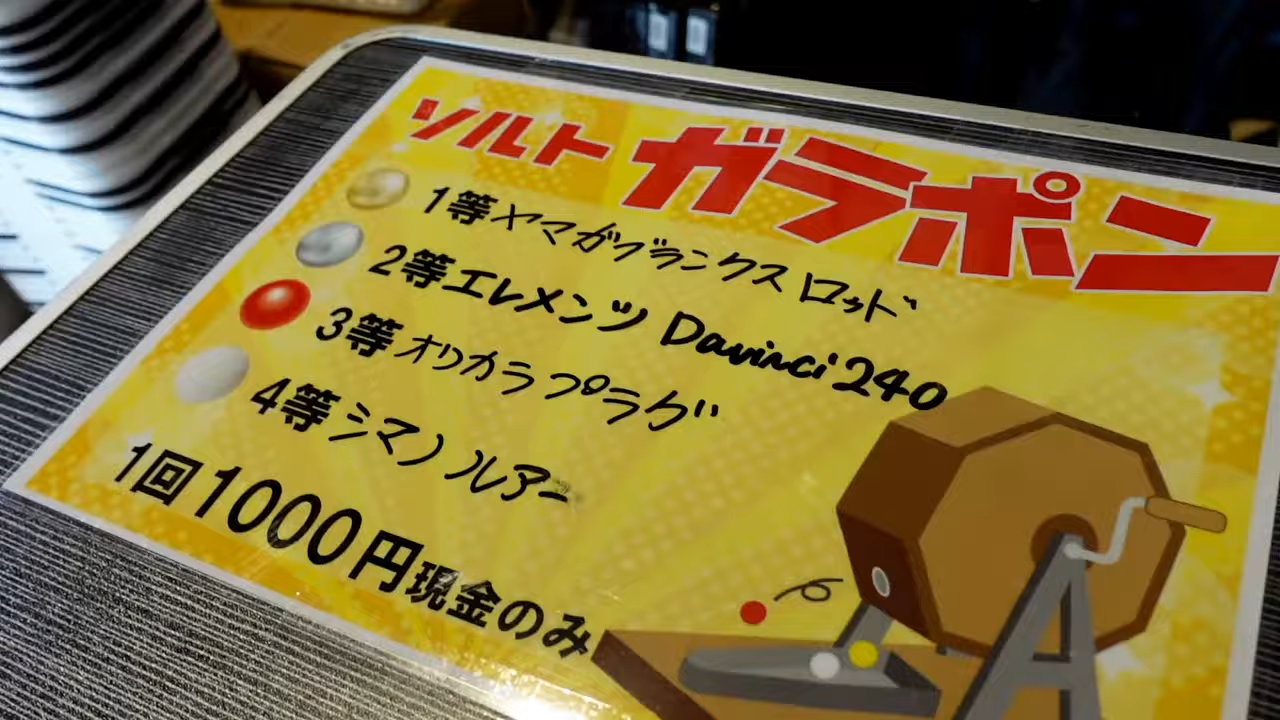 ソルト ガラポン
1等ヤマガブランクス ロッド
2等エレメンツ Davinci 240
3等オリカラ プラグ
4等シマノ ルアー
1回1000円現金のみ